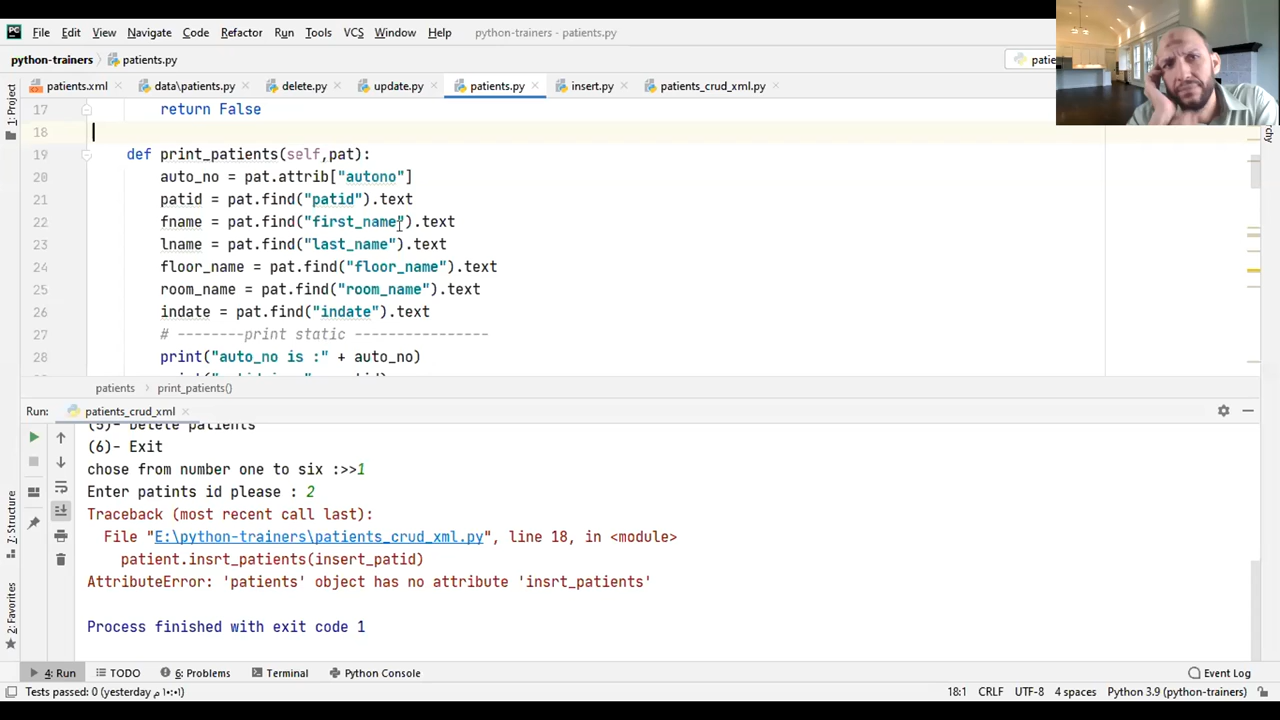 File Edit View Navigate Code Refactor Run Tools VCS Window Help python-trainers - patients.py
python-trainers patients.py
patients.xml data\patients.py delete.py update.py patients.py insert.py patients_crud_xml.py
17 return False
18
19 def print_patients(self,pat):
20 auto_no = pat.attrib["autono"]
21 patid = pat.find("patid").text
22 fname = pat.find("first_name").text
23 lname = pat.find("last_name").text
24 floor_name = pat.find("floor_name").text
25 room_name = pat.find("room_name").text
26 indate = pat.find("indate").text
27 # --------print static ----------------
28 print("auto_no is :" + auto_no)
patients print_patients()
Run: patients_crud_xml
(5)- Delete patients
(6)- Exit
chose from number one to six :>>1
Enter patints id please : 2
Traceback (most recent call last):
File "E:\python-trainers\patients_crud_xml.py", line 18, in <module>
patient.insrt_patients(insert_patid)
AttributeError: 'patients' object has no attribute 'insrt_patients'
Process finished with exit code 1
1: Project
7: Structure
2: Favorites
4: Run TODO 6: Problems Terminal Python Console Event Log
Tests passed: 0 (yesterday 18:1 CRLF UTF-8 4 spaces Python 3.9 (python-trainers)